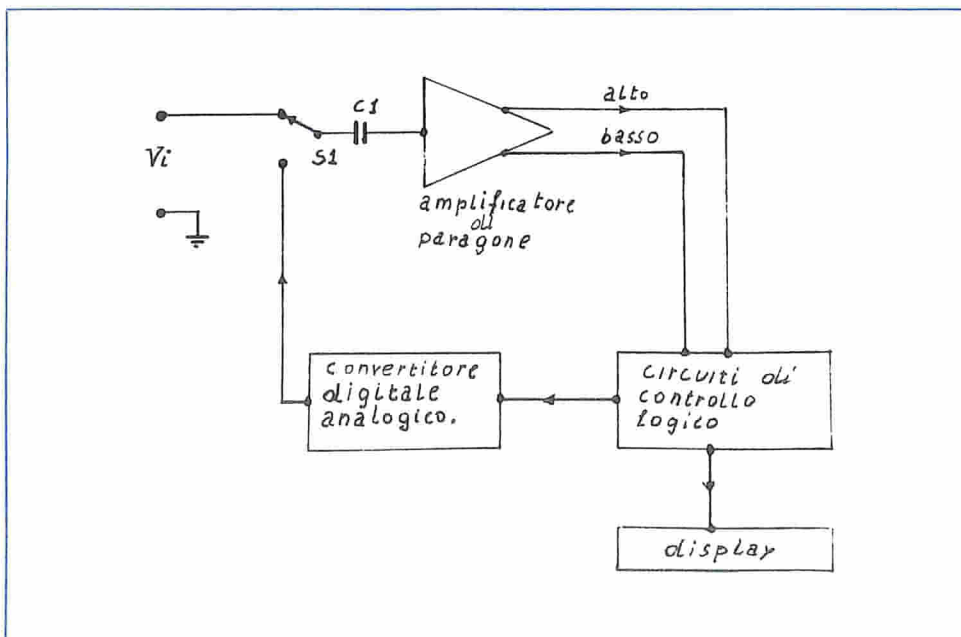 alto
C1
S1
basso
Vi
amplificatore
di
paragone
convertitore
digitale
analogico.
circuiti di
controllo
logico
display